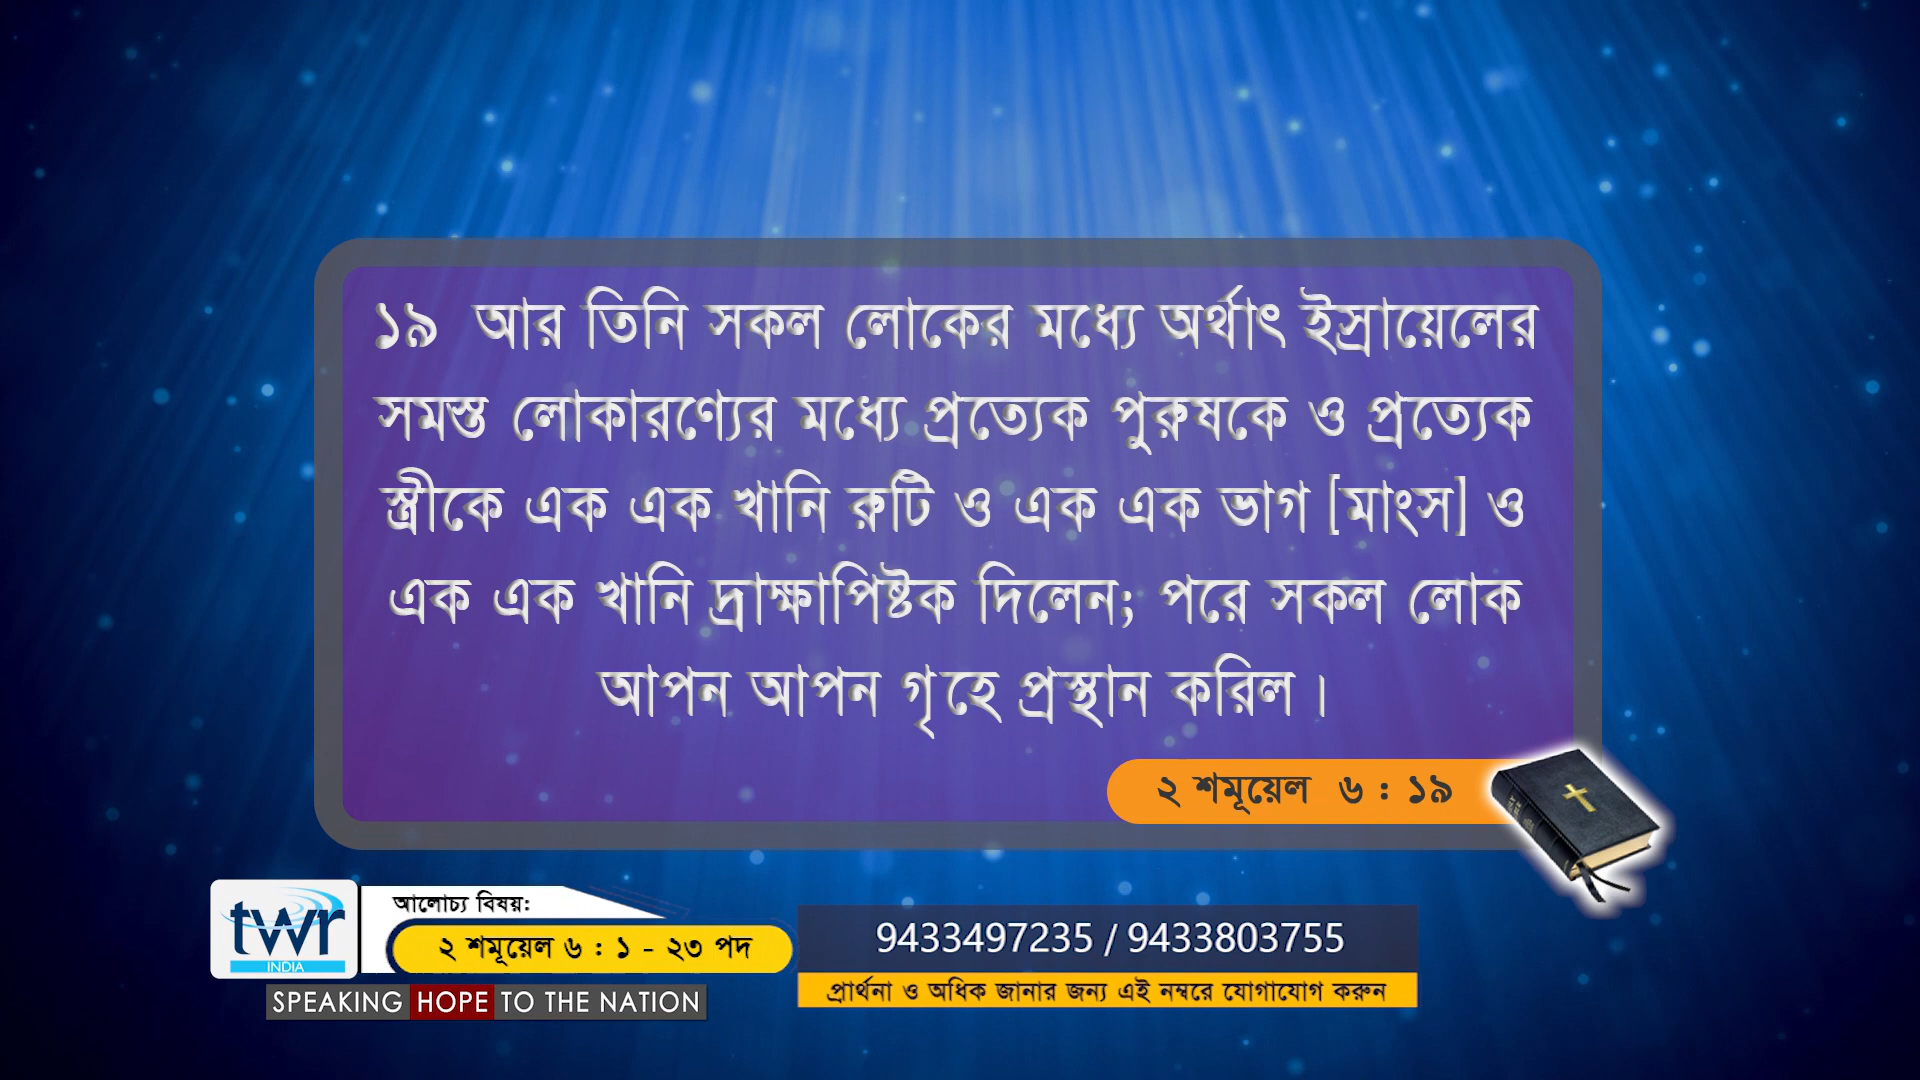 ১৯ আর তিনি সকল লোকের মধ্যে অর্থাৎ ইস্রায়েলের
সমস্ত লোকারণ্যের মধ্যে প্রত্যেক পুরুষকে ও প্রত্যেক
স্ত্রীকে এক এক খানি রুটি ও এক এক ভাগ [মাংস] ও
এক এক খানি দ্রাক্ষাপিষ্টক দিলেন; পরে সকল লোক
আপন আপন গৃহে প্রস্থান করিল।
২ শমূয়েল ৬ : ১৯
twr
INDIA
আলোচ্য বিষয়:
২ শমূয়েল ৬ : ১ - ২৩ পদ
SPEAKING HOPE TO THE NATION
9433497235 / 9433803755
প্রার্থনা ও অধিক জানার জন্য এই নম্বরে যোগাযোগ করুন